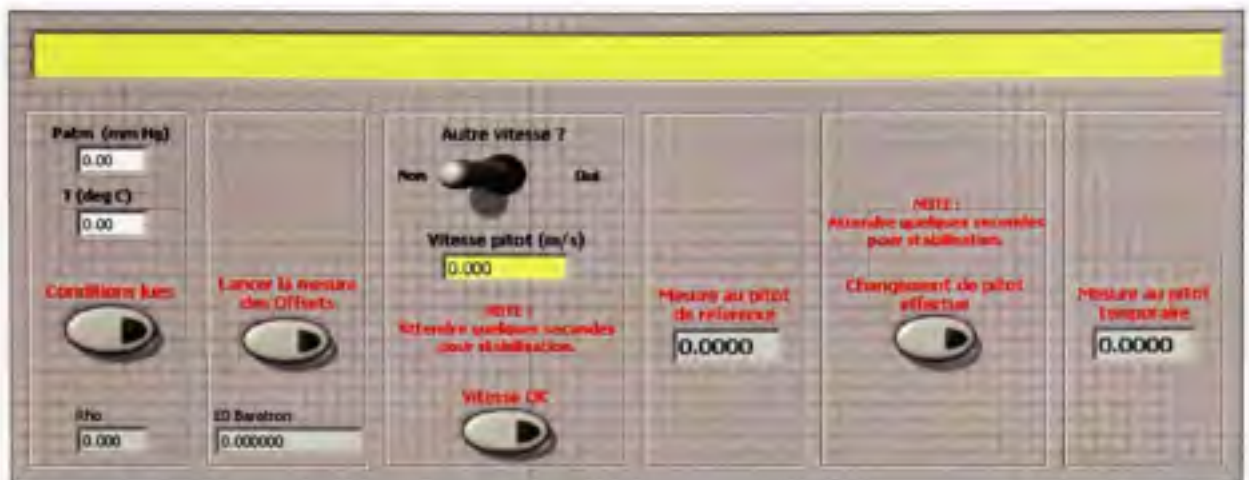 Patm (mm Hg)
0.00
T (deg C)
0.00
Conditions lues
Rho
0.000
Lancer la mesure
des Offsets
E0 Baratron
0.000000
Autre vitesse ?
Non
Oui
Vitesse pitot (m/s)
0.000
NOTE :
Attendre quelques secondes
pour stabilisation.
Vitesse OK
Mesure au pitot
de reference
0.0000
NOTE :
Attendre quelques secondes
pour stabilisation.
Changement de pitot
effectue
Mesure au pitot
temporaire
0.0000